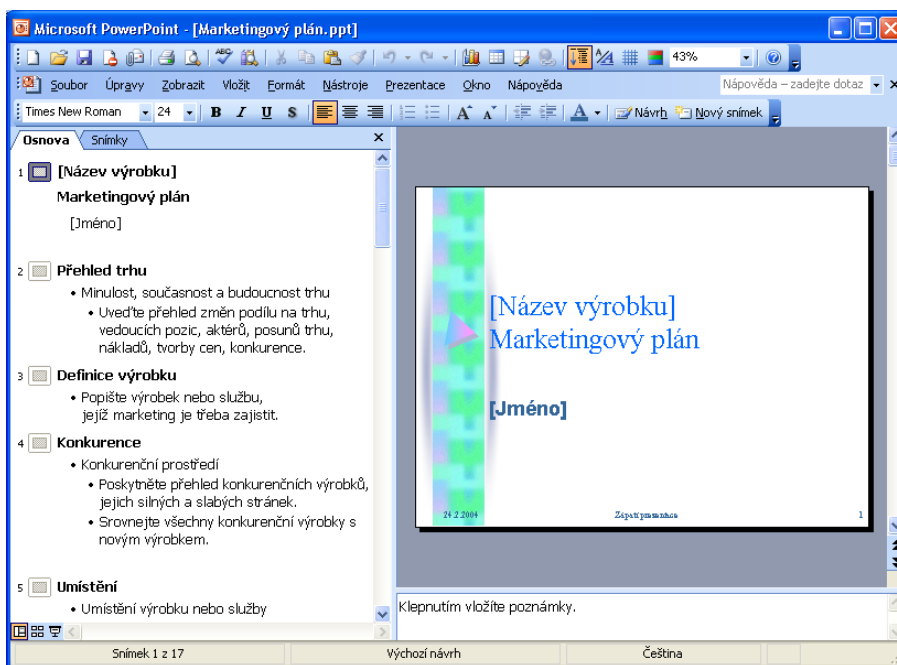 Microsoft PowerPoint - [Marketingový plán.ppt]
43%
Soubor Úpravy Zobrazit Vložit Formát Nástroje Prezentace Okno Nápověda Nápověda – zadejte dotaz
Times New Roman 24 B I U S A A A Návrh Nový snímek
Osnova Snímky
1 [Název výrobku]
Marketingový plán
[Jméno]
2 Přehled trhu
• Minulost, současnost a budoucnost trhu
• Uveďte přehled změn podílu na trhu,
vedoucích pozic, aktérů, posunů trhu,
nákladů, tvorby cen, konkurence.
3 Definice výrobku
• Popište výrobek nebo službu,
jejíž marketing je třeba zajistit.
4 Konkurence
• Konkurenční prostředí
• Poskytněte přehled konkurenčních výrobků,
jejich silných a slabých stránek.
• Srovnejte všechny konkurenční výrobky s
novým výrobkem.
5 Umístění
• Umístění výrobku nebo služby
[Název výrobku]
Marketingový plán
[Jméno]
24.2.2004 Zápatí prezentace 1
Klepnutím vložíte poznámky.
Snímek 1 z 17 Výchozí návrh Čeština